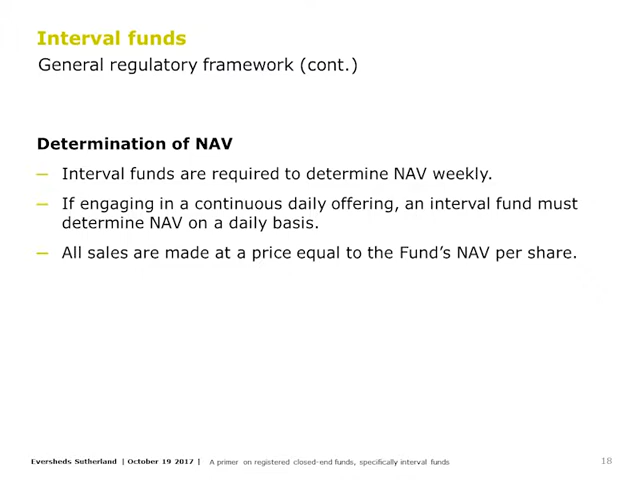 Interval funds
General regulatory framework (cont.)
Determination of NAV
— Interval funds are required to determine NAV weekly.
— If engaging in a continuous daily offering, an interval fund must
determine NAV on a daily basis.
— All sales are made at a price equal to the Fund's NAV per share.
Eversheds Sutherland | October 19 2017 | A primer on registered closed-end funds, specifically interval funds 18